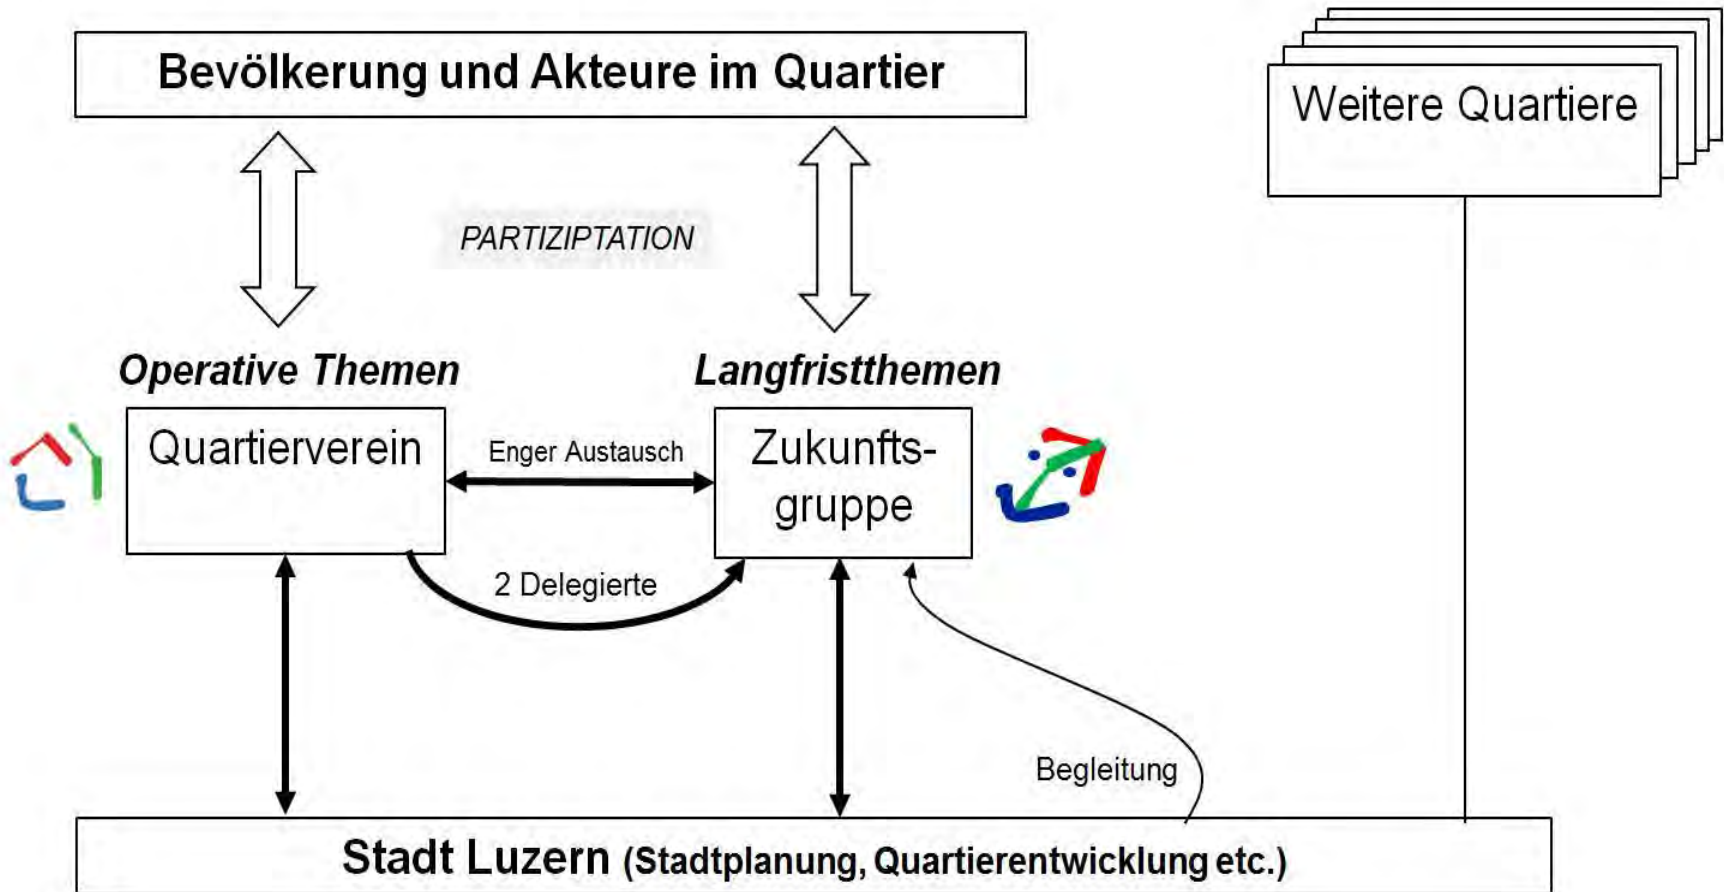 Bevölkerung und Akteure im Quartier
Weitere Quartiere
PARTIZIPTATION
Operative Themen
Langfristthemen
Quartierverein
Enger Austausch
Zukunfts-
gruppe
2 Delegierte
Begleitung
Stadt Luzern (Stadtplanung, Quartierentwicklung etc.)